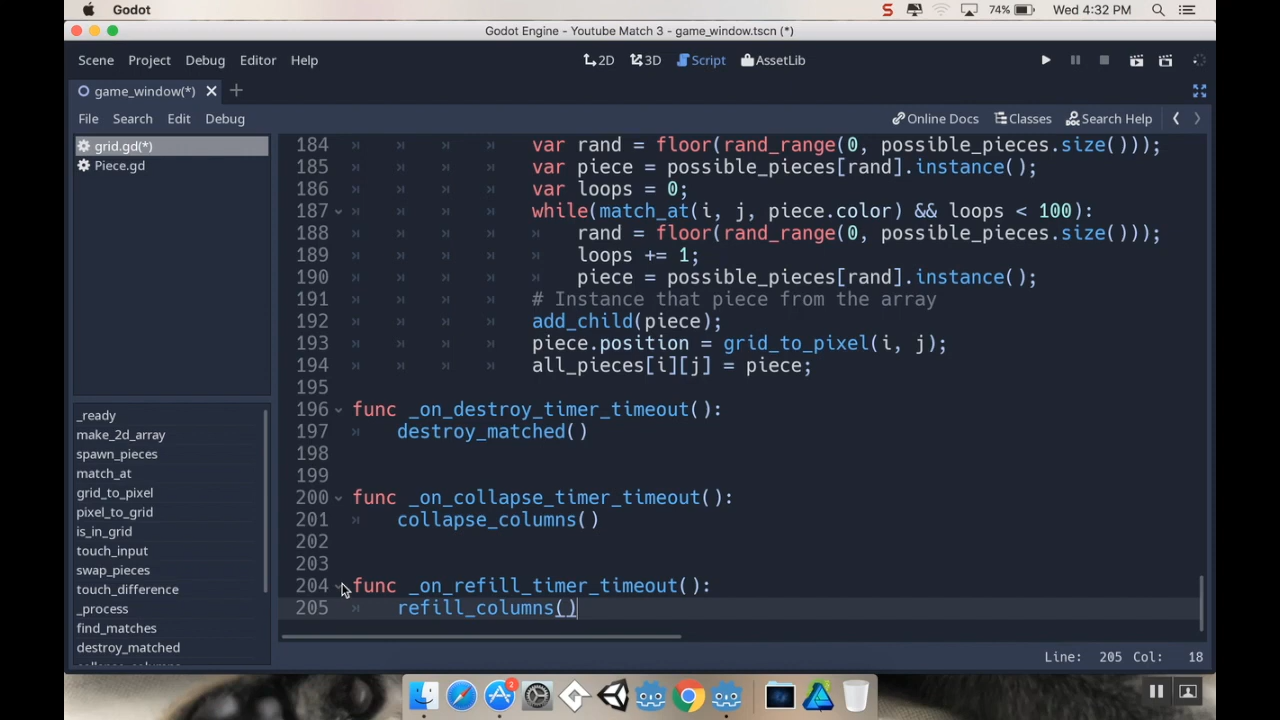 Godot
S
74%
Wed 4:32 PM
Godot Engine - Youtube Match 3 - game_window.tscn (*)
Scene Project Debug Editor Help
2D 3D Script AssetLib
game_window(*)
File Search Edit Debug
Online Docs Classes Search Help
grid.gd(*)
Piece.gd
_ready
make_2d_array
spawn_pieces
match_at
grid_to_pixel
pixel_to_grid
is_in_grid
touch_input
swap_pieces
touch_difference
_process
find_matches
destroy_matched
184 var rand = floor(rand_range(0, possible_pieces.size()));
185 var piece = possible_pieces[rand].instance();
186 var loops = 0;
187 while(match_at(i, j, piece.color) && loops < 100):
188 rand = floor(rand_range(0, possible_pieces.size()));
189 loops += 1;
190 piece = possible_pieces[rand].instance();
191 # Instance that piece from the array
192 add_child(piece);
193 piece.position = grid_to_pixel(i, j);
194 all_pieces[i][j] = piece;
195
196 func _on_destroy_timer_timeout():
197 destroy_matched()
198
199
200 func _on_collapse_timer_timeout():
201 collapse_columns()
202
203
204 func _on_refill_timer_timeout():
205 refill_columns()
Line: 205 Col: 18
2